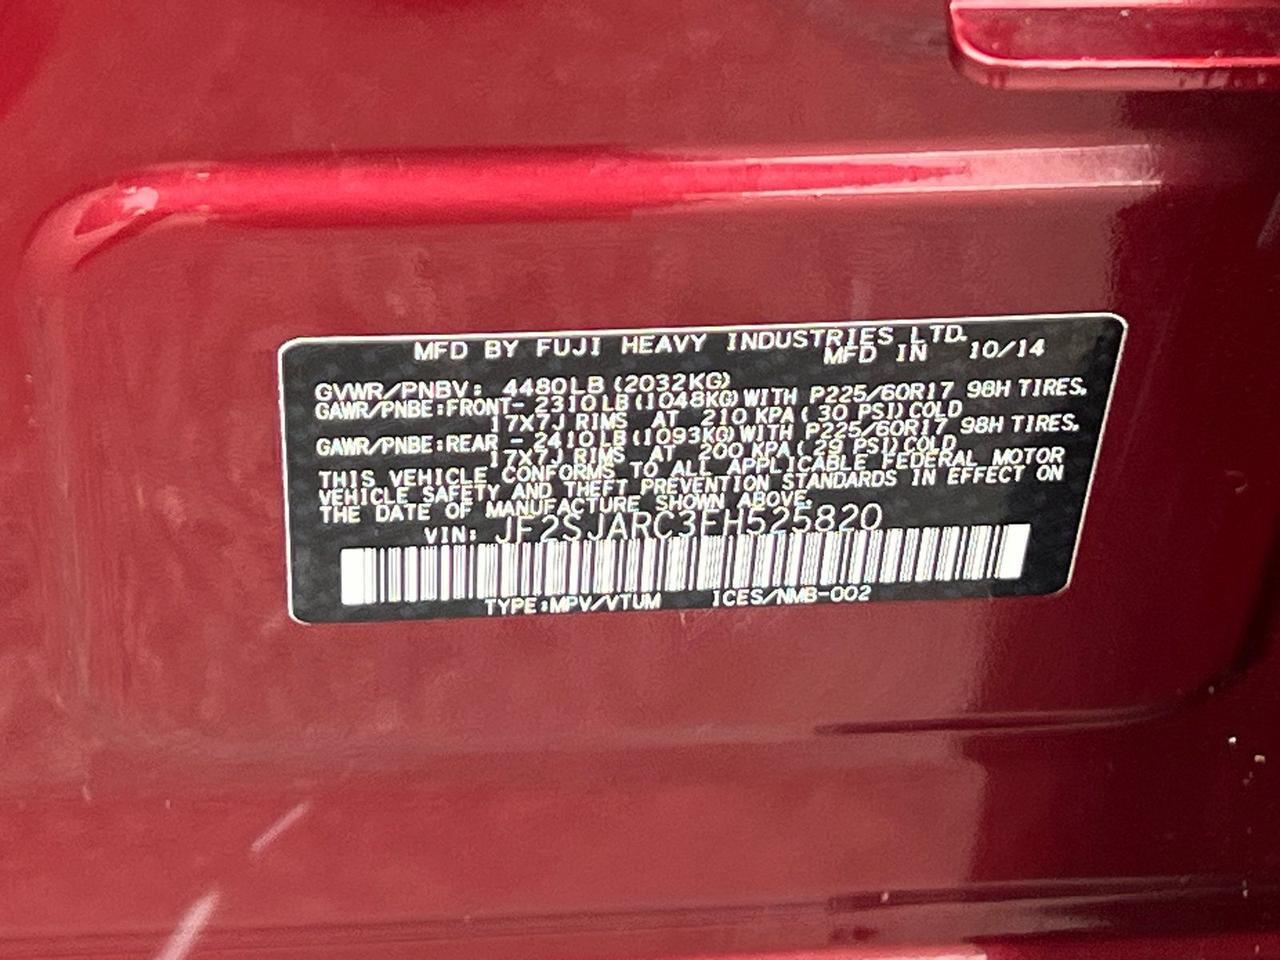 MFD BY FUJI HEAVY INDUSTRIES LTD.
MFD IN 10/14
GVWR/PNBV: 4480LB (2032KG)
GAWR/PNBE:FRONT- 2310LB(1048KG)WITH P225/60R17 98H TIRES.
17X7J RIMS AT 210 KPA(30 PSI)COLD
GAWR/PNBE:REAR - 2410LB(1093KG)WITH P225/60R17 98H TIRES.
17X7J RIMS AT 200 KPA(29 PSI)COLD
THIS VEHICLE CONFORMS TO ALL APPLICABLE FEDERAL MOTOR
VEHICLE SAFETY AND THEFT PREVENTION STANDARDS IN EFFECT ON
THE DATE OF MANUFACTURE SHOWN ABOVE.
VIN: JF2SJARC3FH525820
TYPE:MPV/VTUM ICES/NMB-002